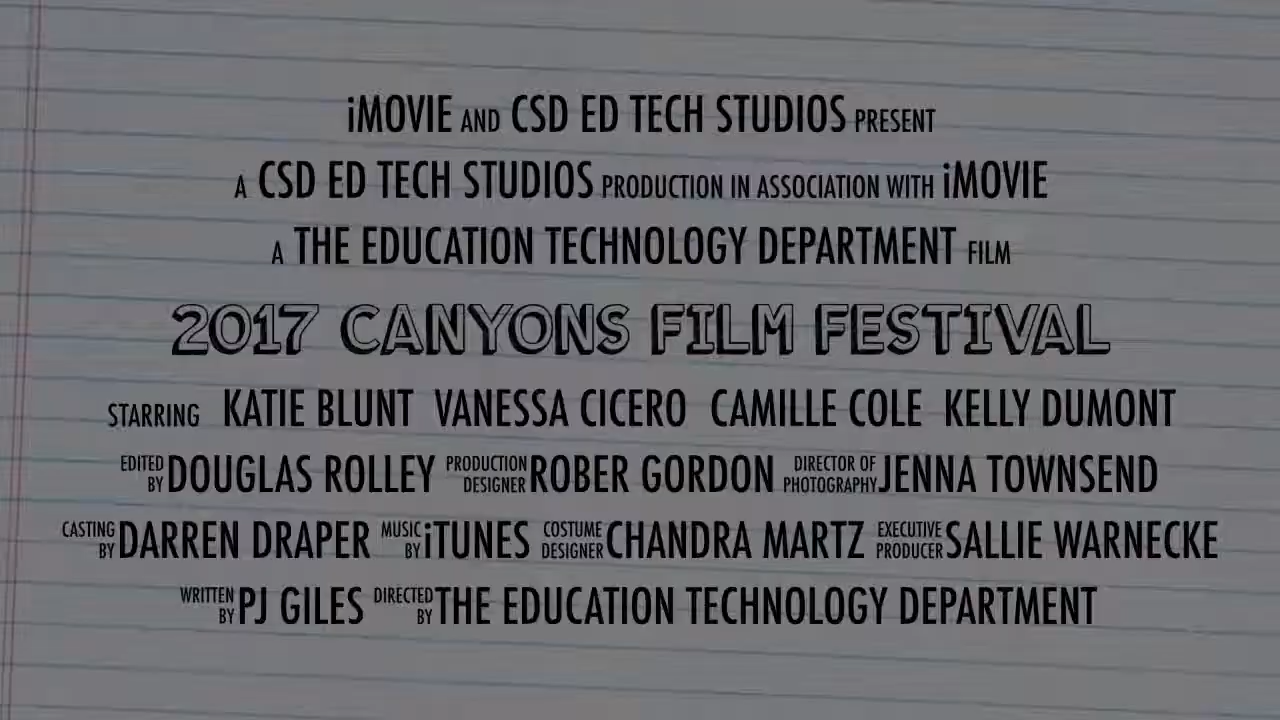 iMOVIE AND CSD ED TECH STUDIOS PRESENT
A CSD ED TECH STUDIOS PRODUCTION IN ASSOCIATION WITH iMOVIE
A THE EDUCATION TECHNOLOGY DEPARTMENT FILM
2017 CANYONS FILM FESTIVAL
STARRING KATIE BLUNT VANESSA CICERO CAMILLE COLE KELLY DUMONT
EDITED BY DOUGLAS ROLLEY PRODUCTION DESIGNER ROBER GORDON DIRECTOR OF PHOTOGRAPHY JENNA TOWNSEND
CASTING BY DARREN DRAPER MUSIC BY iTUNES COSTUME DESIGNER CHANDRA MARTZ EXECUTIVE PRODUCER SALLIE WARNECKE
WRITTEN BY PJ GILES DIRECTED BY THE EDUCATION TECHNOLOGY DEPARTMENT